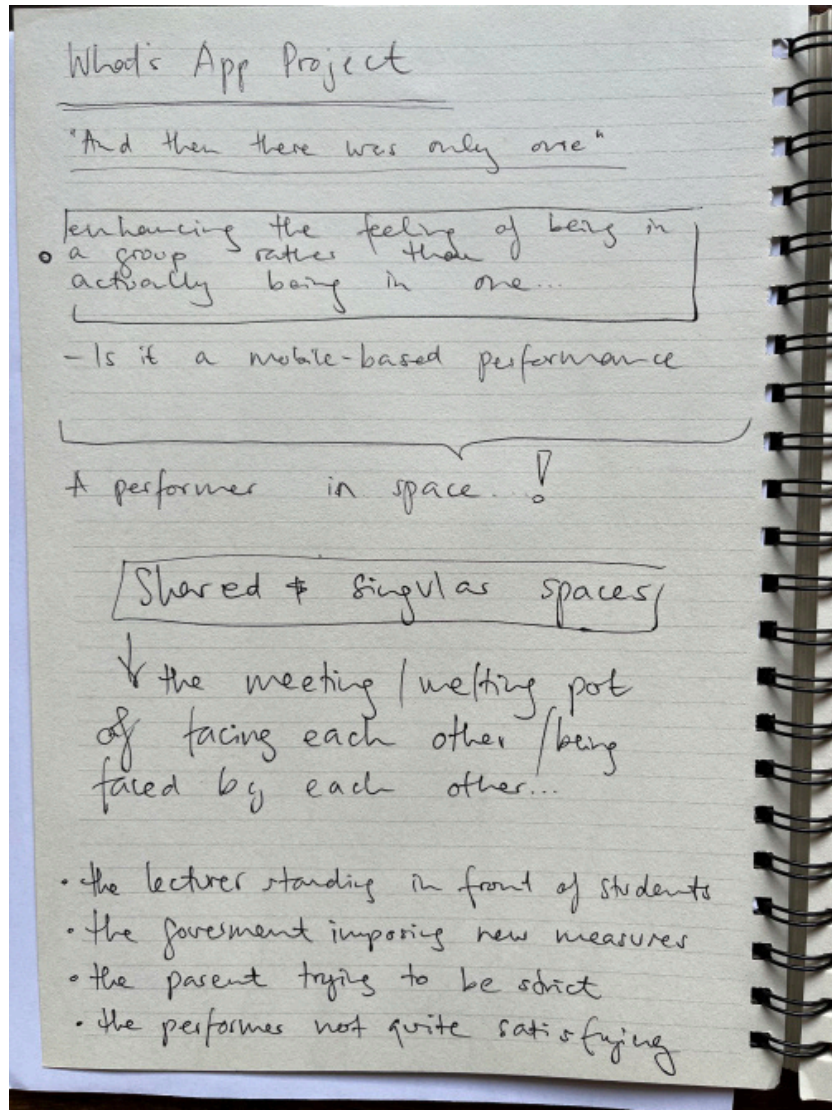 What's App Project
"And then there was only one"
enhancing the feeling of being in
a group rather than
actually being in one...
- Is it a mobile-based performance
A performer in space...!
Shared & Singular spaces
↓ the meeting / melting pot
of facing each other / being
faced by each other...
• the lecturer standing in front of students
• the government imposing new measures
• the parent trying to be strict
• the performer not quite satisfying